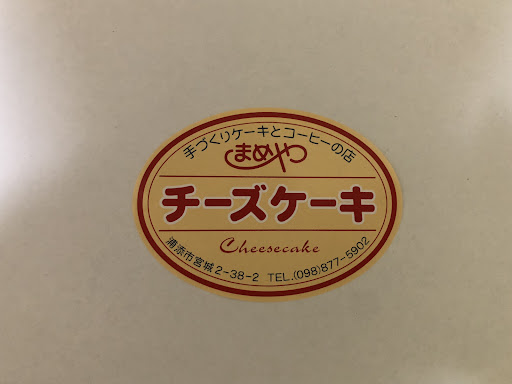 手づくりケーキとコーヒーの店
まめや
チーズケーキ
Cheesecake
浦添市宮城2-38-2 TEL.(098)877-5902